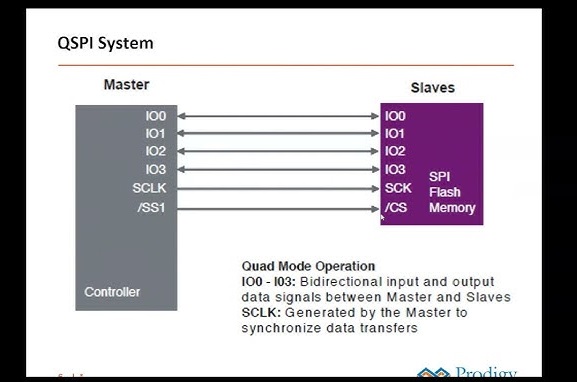 QSPI System
Master
Slaves
IO0
IO1
IO2
IO3
SCLK
/SS1
Controller
IO0
IO1
IO2
IO3
SCK
/CS
SPI
Flash
Memory
Quad Mode Operation
IO0 - I03: Bidirectional input and output
data signals between Master and Slaves
SCLK: Generated by the Master to
synchronize data transfers
Prodigy